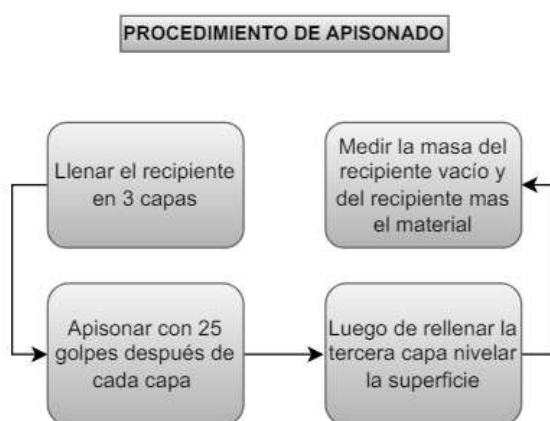 PROCEDIMIENTO DE APISONADO
Llenar el recipiente
en 3 capas
Apisonar con 25
golpes después de
cada capa
Luego de rellenar la
tercera capa nivelar
la superficie
Medir la masa del
recipiente vacío y
del recipiente mas
el material